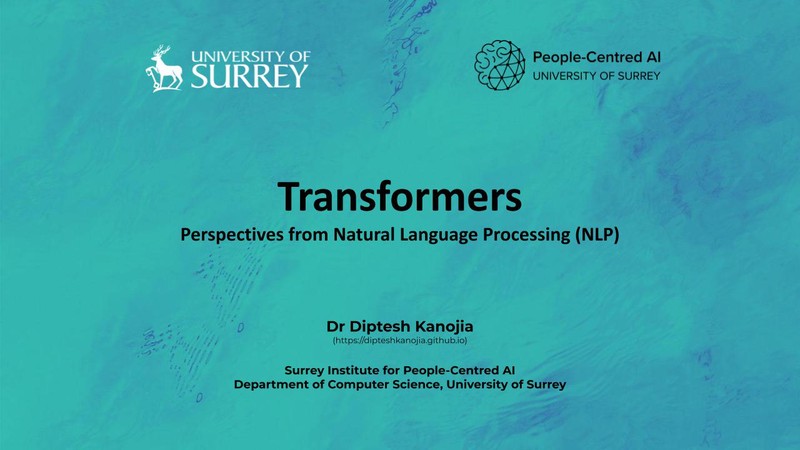 UNIVERSITY OF
SURREY
People-Centred AI
UNIVERSITY OF SURREY
Transformers
Perspectives from Natural Language Processing (NLP)
Dr Diptesh Kanojia
(https://dipteshkanojia.github.io)
Surrey Institute for People-Centred AI
Department of Computer Science, University of Surrey